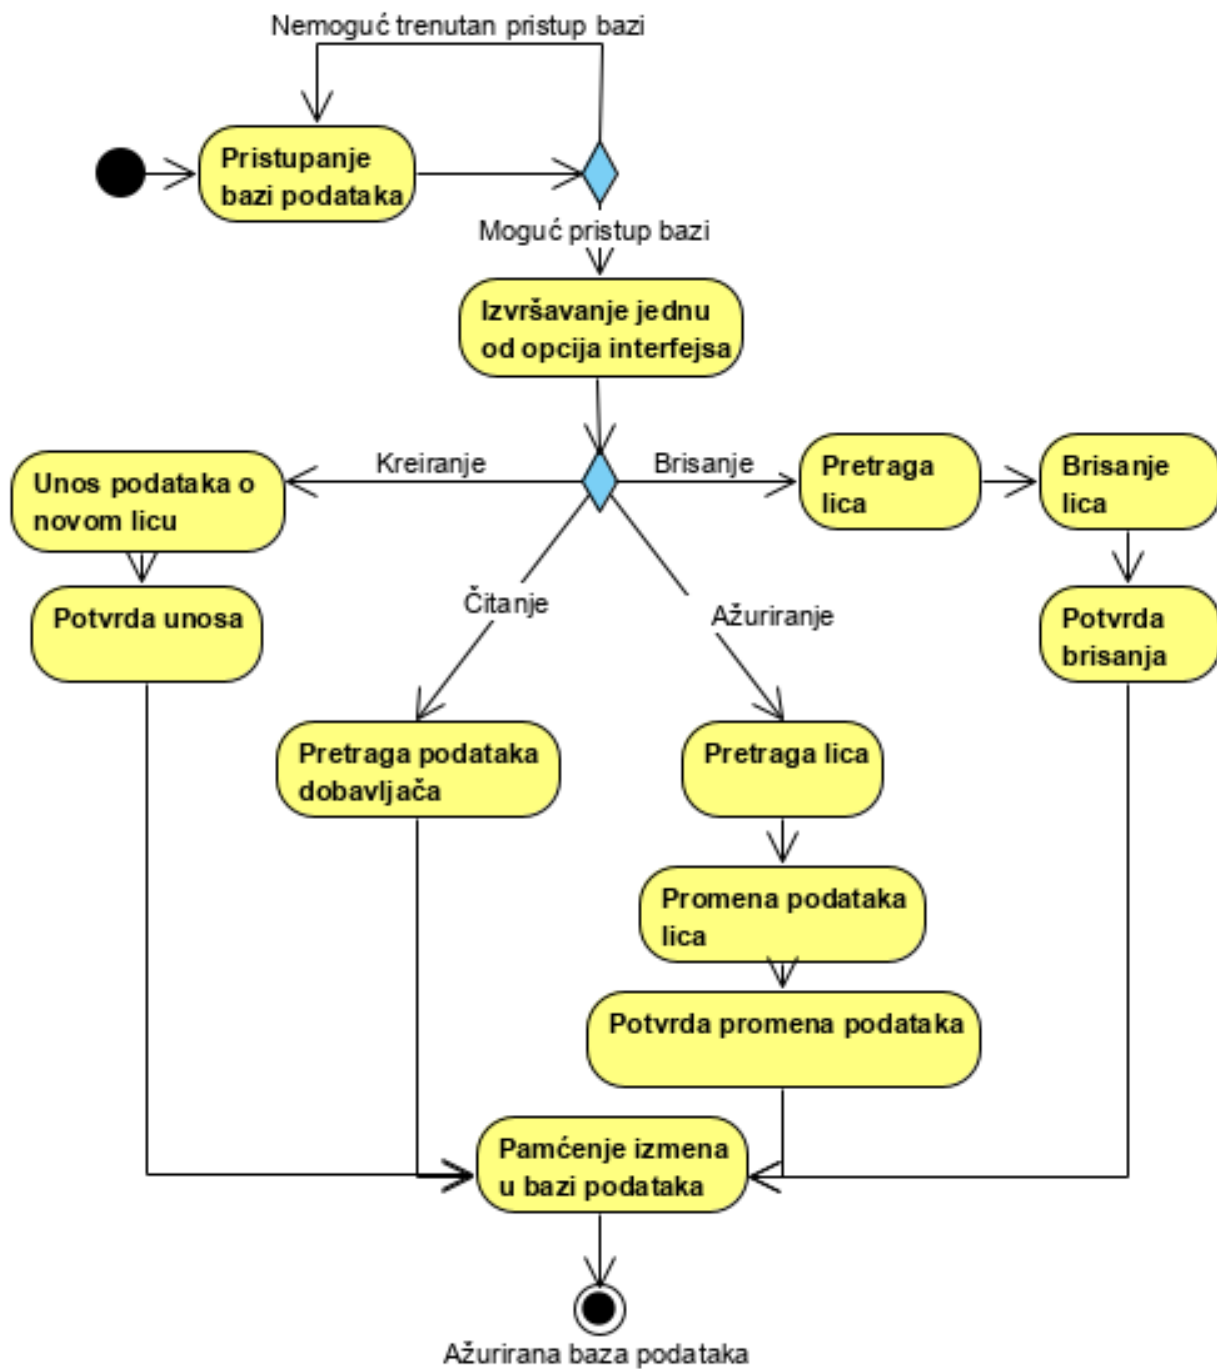 Nemoguć trenutan pristup bazi
Pristupanje
bazi podataka
Moguć pristup bazi
Izvršavanje jednu
od opcija interfejsa
Kreiranje
Brisanje
Unos podataka o
novom licu
Pretraga
lica
Brisanje
lica
Potvrda unosa
Čitanje
Ažuriranje
Potvrda
brisanja
Pretraga podataka
dobavljača
Pretraga lica
Promena podataka
lica
Potvrda promena podataka
Pamćenje izmena
u bazi podataka
Ažurirana baza podataka